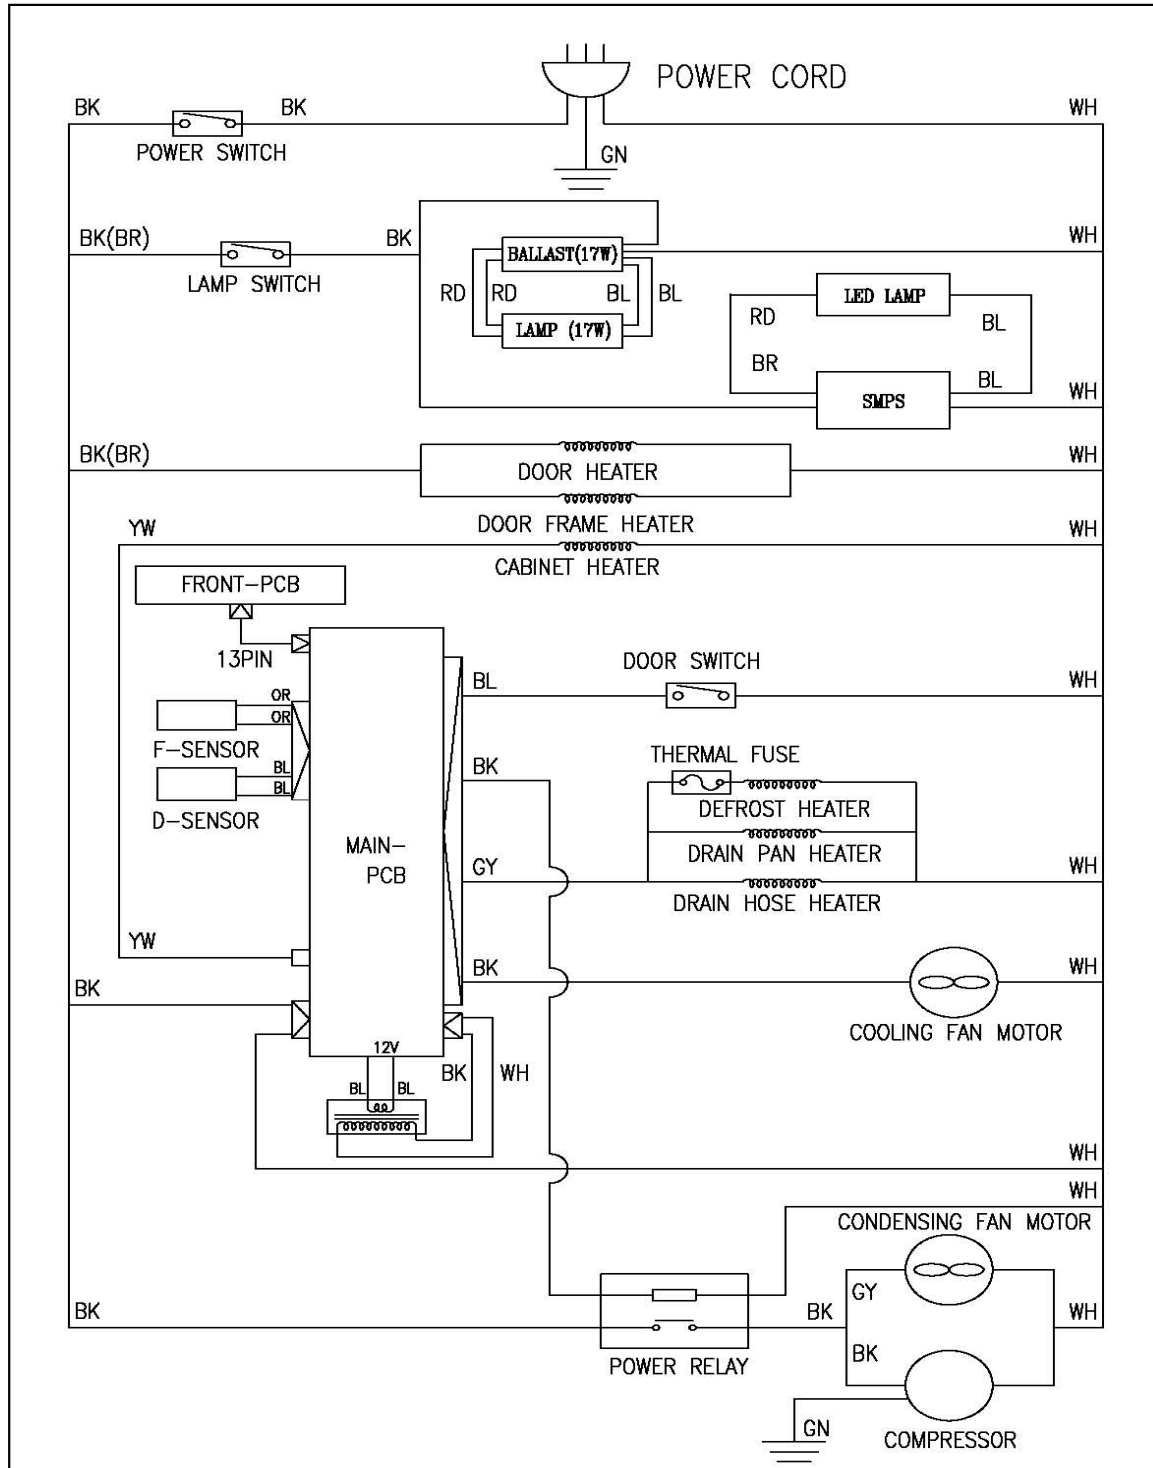 POWER CORD
BK
BK
WH
POWER SWITCH
GN
BK(BR)
BK
WH
LAMP SWITCH
BALLAST(17W)
RD
RD
BL
BL
LAMP (17W)
LED LAMP
RD
BL
BR
BL
SMPS
WH
BK(BR)
WH
DOOR HEATER
DOOR FRAME HEATER
YW
WH
CABINET HEATER
FRONT-PCB
13PIN
DOOR SWITCH
BL
WH
OR
OR
F-SENSOR
BL
BL
D-SENSOR
THERMAL FUSE
BK
DEFROST HEATER
MAIN-
PCB
DRAIN PAN HEATER
GY
WH
DRAIN HOSE HEATER
YW
BK
WH
BK
COOLING FAN MOTOR
12V
BK
WH
BL
BL
WH
WH
CONDENSING FAN MOTOR
GY
BK
BK
WH
BK
POWER RELAY
GN
COMPRESSOR